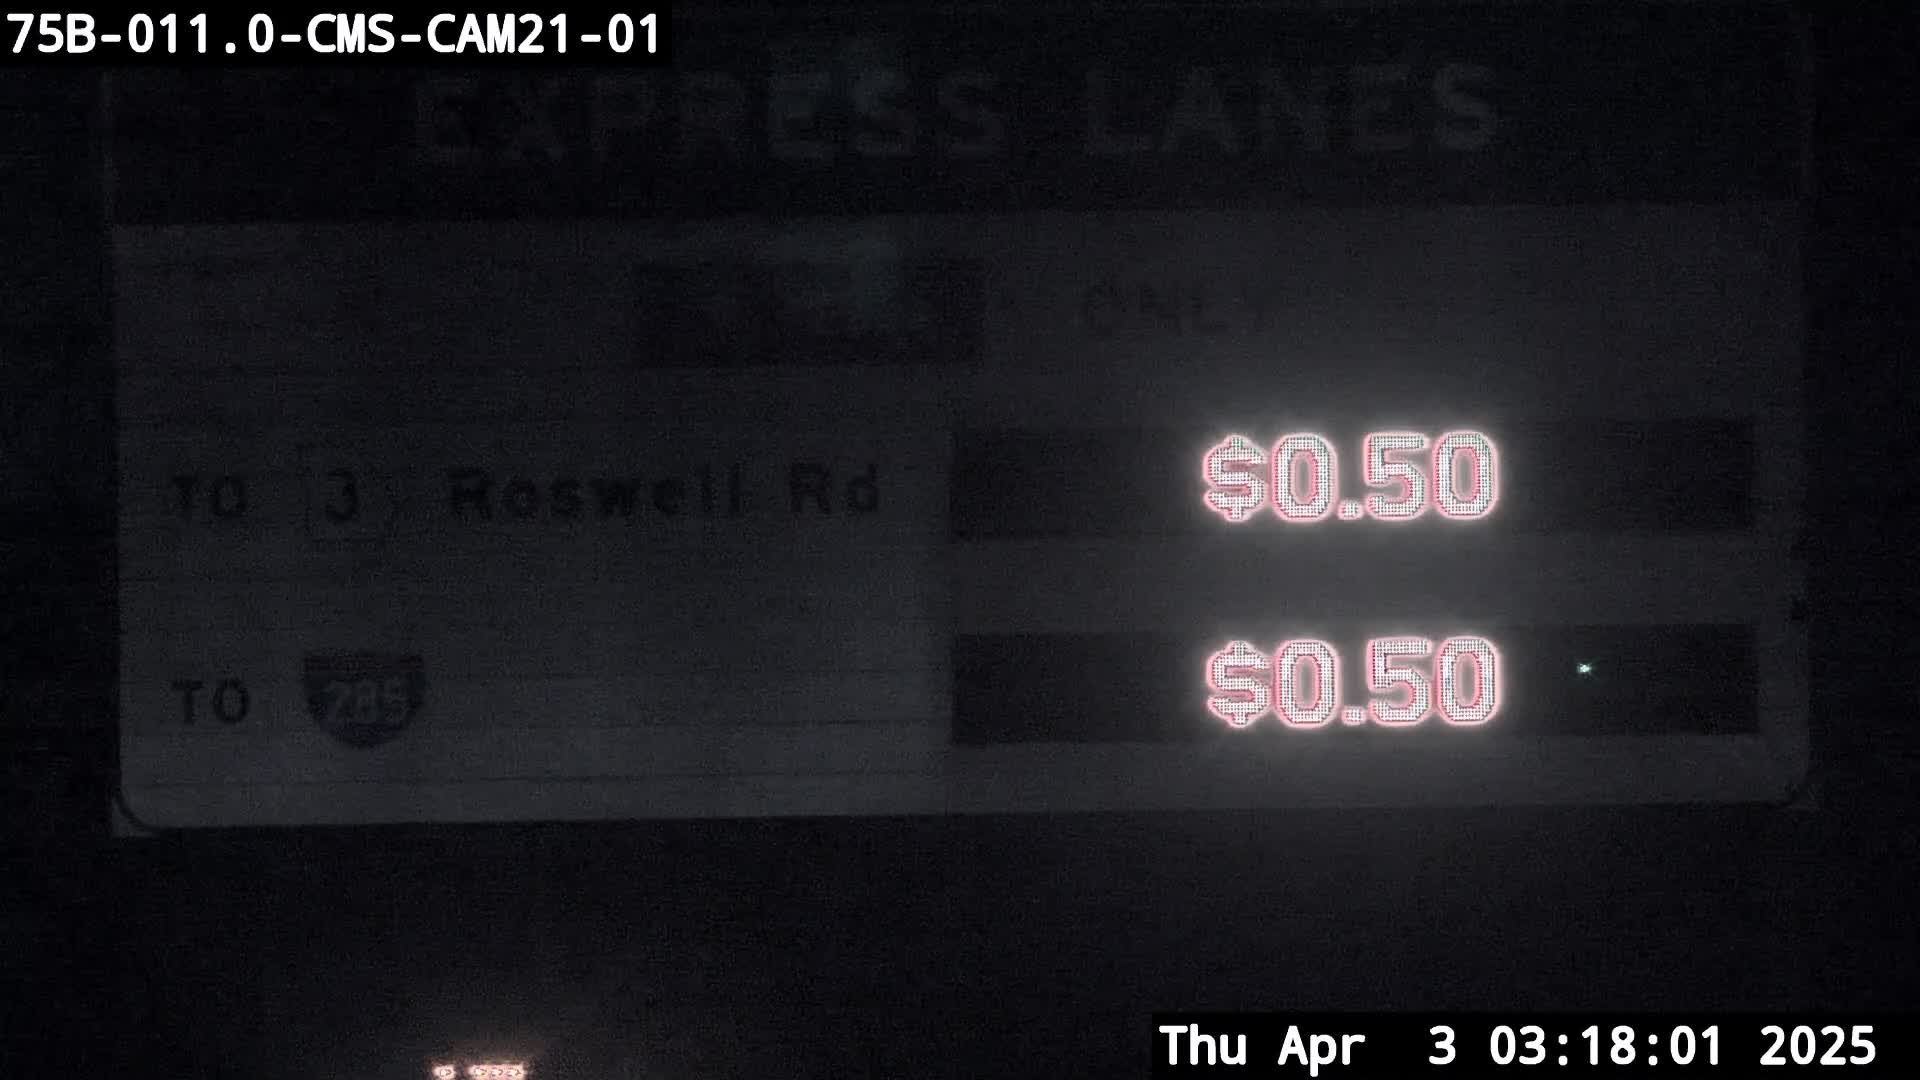 75B-011.0-CMS-CAM21-01
EXPRESS LANES
ONLY
TO 3 Roswell Rd $0.50
TO 285 $0.50
Thu Apr 3 03:18:01 2025